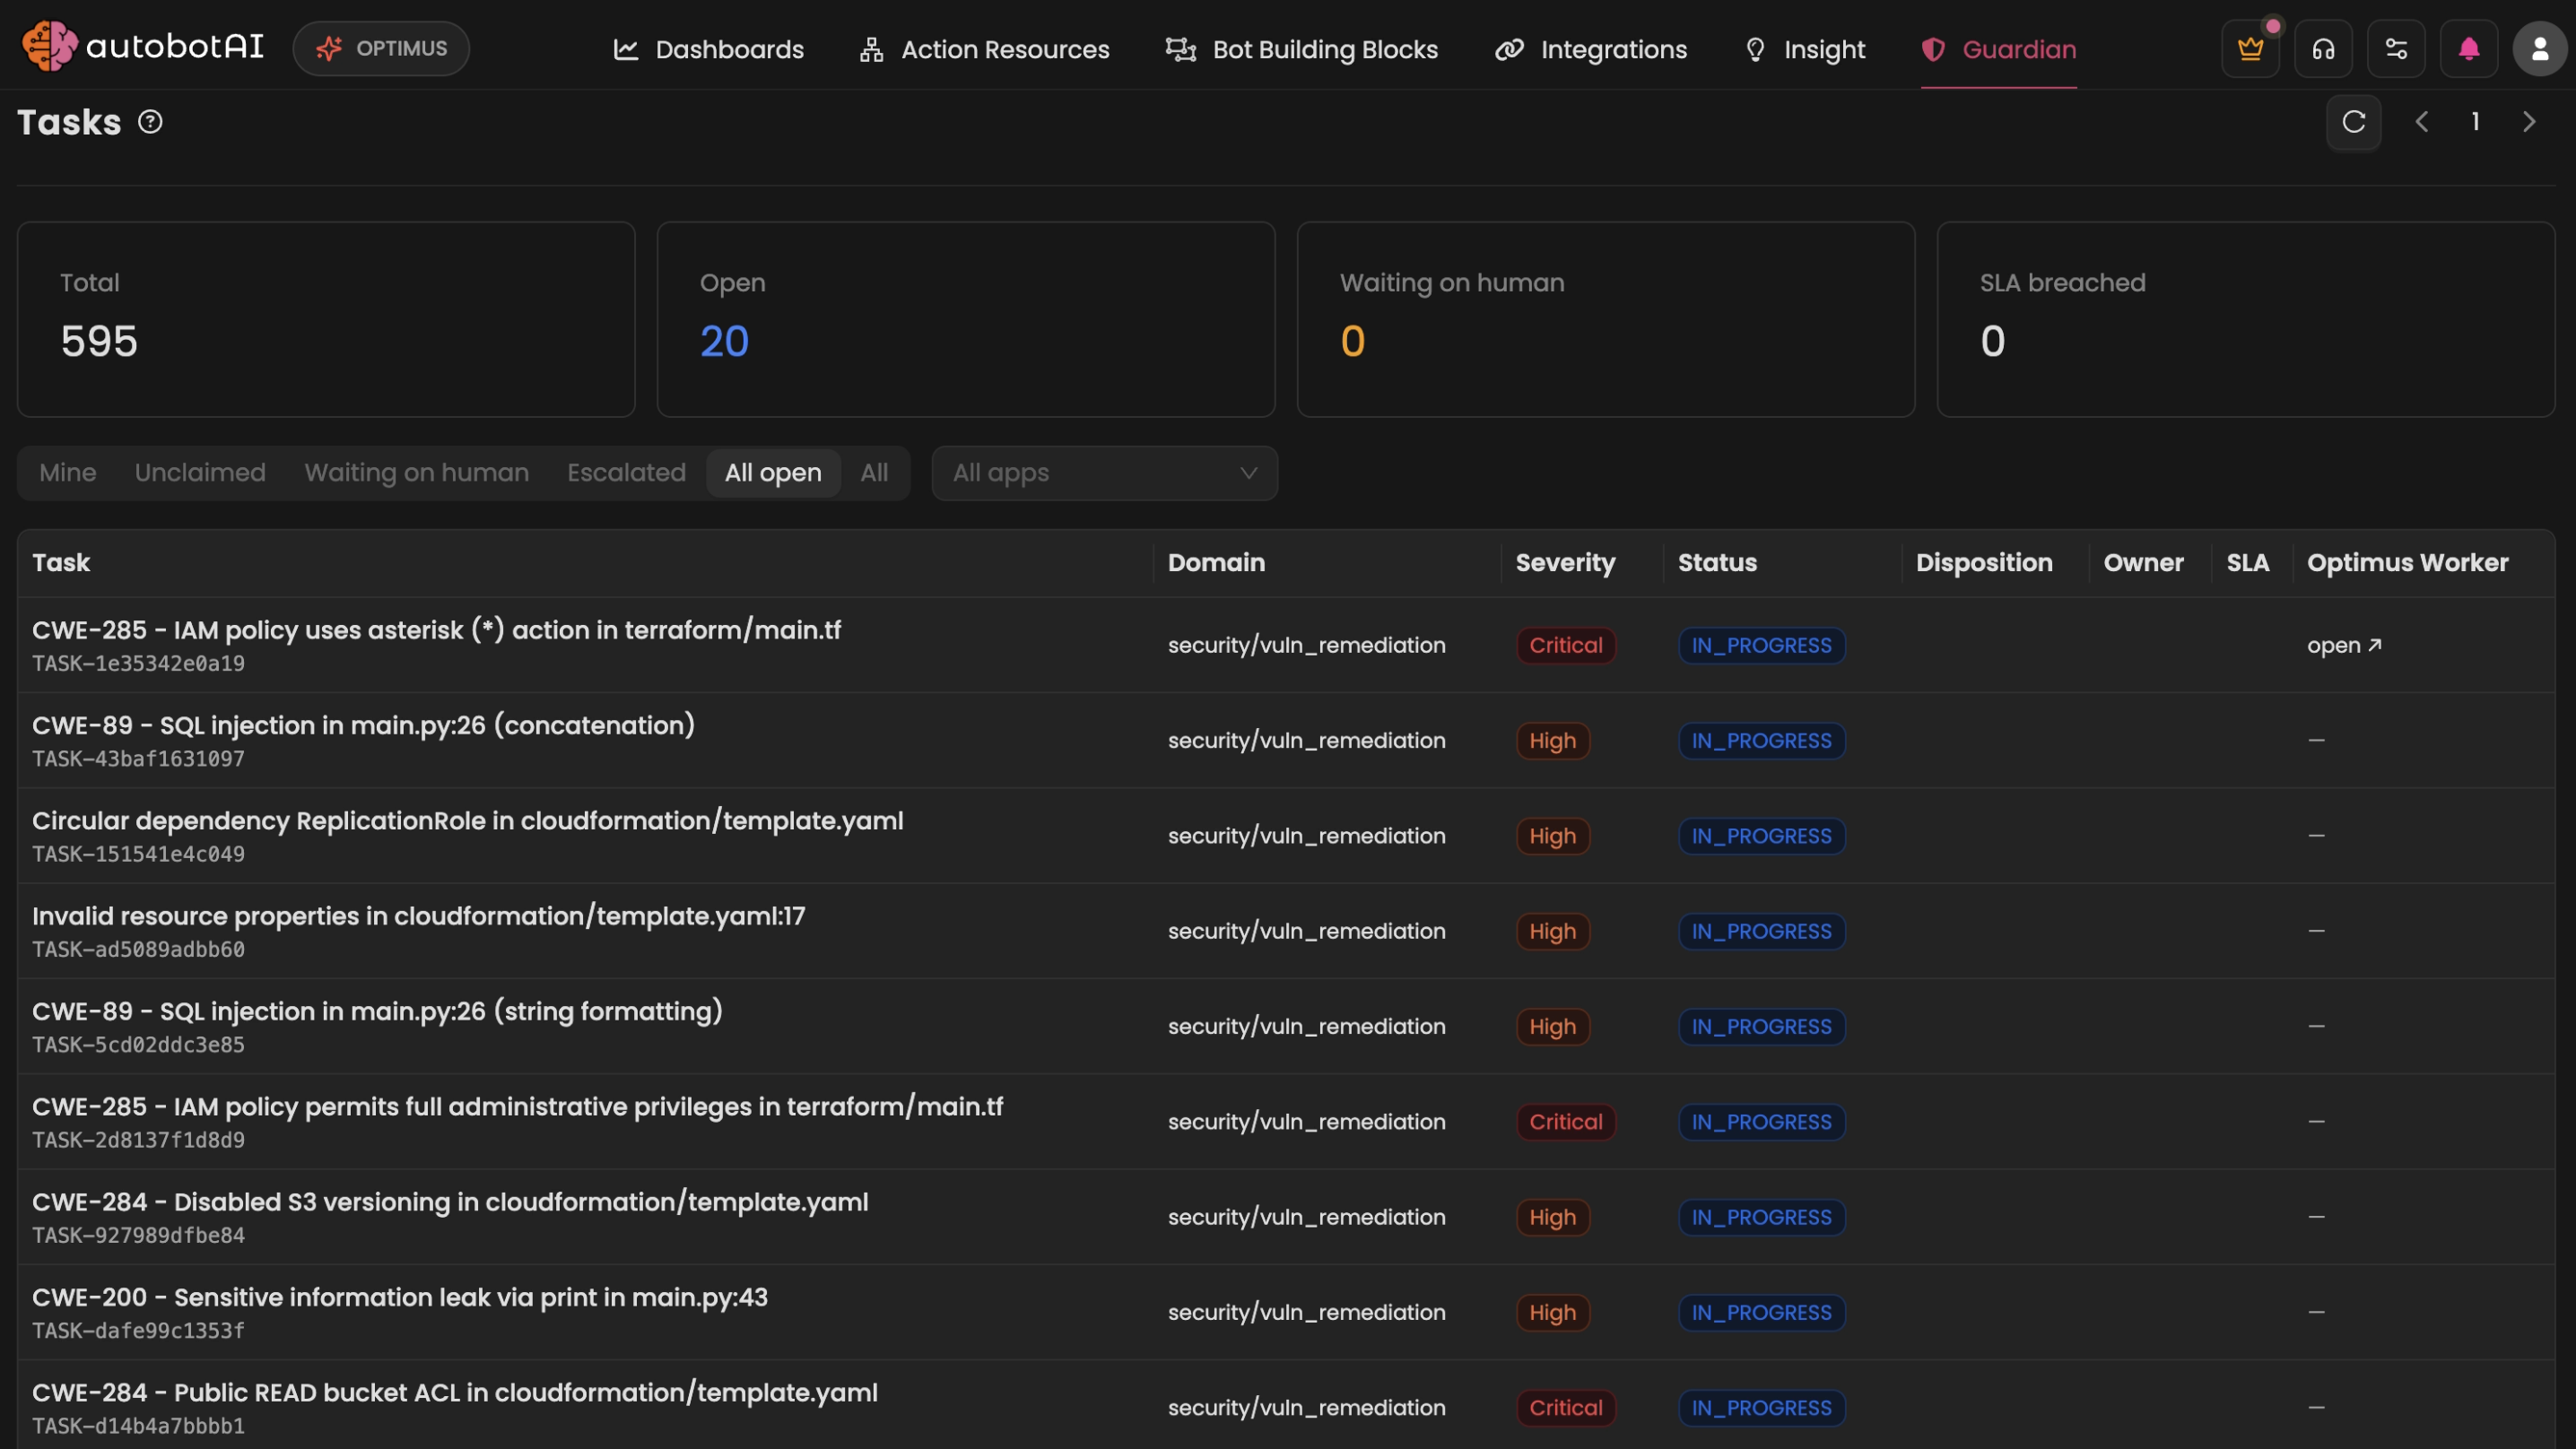 autobotAI
OPTIMUS
Dashboards
Action Resources
Bot Building Blocks
Integrations
Insight
Guardian
Tasks
1
Total
595
Open
20
Waiting on human
0
SLA breached
0
Mine
Unclaimed
Waiting on human
Escalated
All open
All
All apps
Task Domain Severity Status Disposition Owner SLA Optimus Worker
CWE-285 - IAM policy uses asterisk (*) action in terraform/main.tf
TASK-1e35342e0a19
security/vuln_remediation Critical IN_PROGRESS open ↗
CWE-89 - SQL injection in main.py:26 (concatenation)
TASK-43baf1631097
security/vuln_remediation High IN_PROGRESS —
Circular dependency ReplicationRole in cloudformation/template.yaml
TASK-151541e4c049
security/vuln_remediation High IN_PROGRESS —
Invalid resource properties in cloudformation/template.yaml:17
TASK-ad5089adbb60
security/vuln_remediation High IN_PROGRESS —
CWE-89 - SQL injection in main.py:26 (string formatting)
TASK-5cd02ddc3e85
security/vuln_remediation High IN_PROGRESS —
CWE-285 - IAM policy permits full administrative privileges in terraform/main.tf
TASK-2d8137f1d8d9
security/vuln_remediation Critical IN_PROGRESS —
CWE-284 - Disabled S3 versioning in cloudformation/template.yaml
TASK-927989dfbe84
security/vuln_remediation High IN_PROGRESS —
CWE-200 - Sensitive information leak via print in main.py:43
TASK-dafe99c1353f
security/vuln_remediation High IN_PROGRESS —
CWE-284 - Public READ bucket ACL in cloudformation/template.yaml
TASK-d14b4a7bbbb1
security/vuln_remediation Critical IN_PROGRESS —